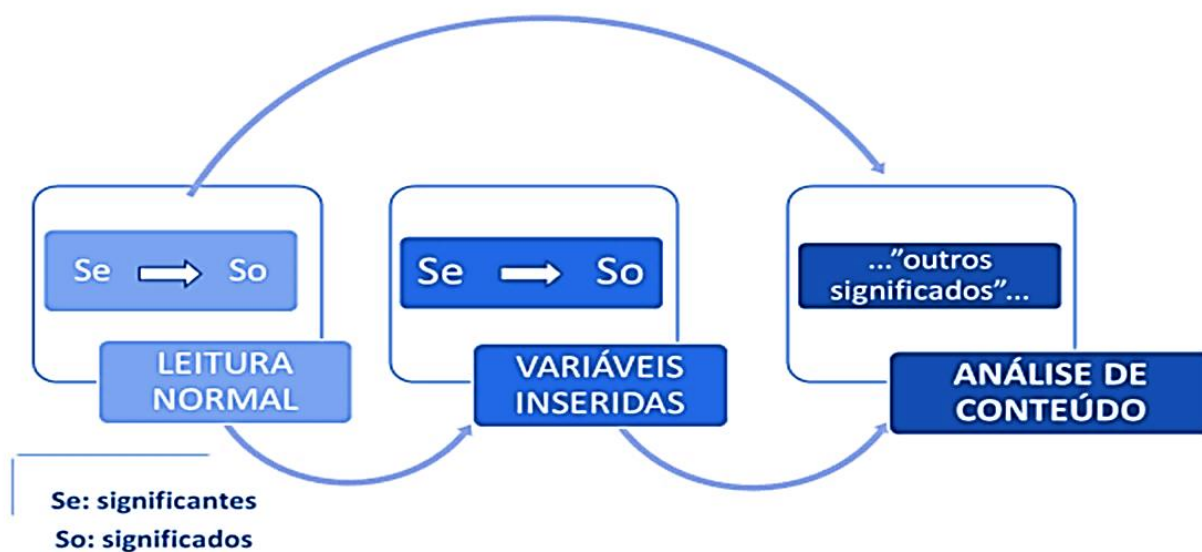 Se So
LEITURA
NORMAL
Se So
VARIÁVEIS
INSERIDAS
..."outros
significados"...
ANÁLISE DE
CONTEÚDO
Se: significantes
So: significados